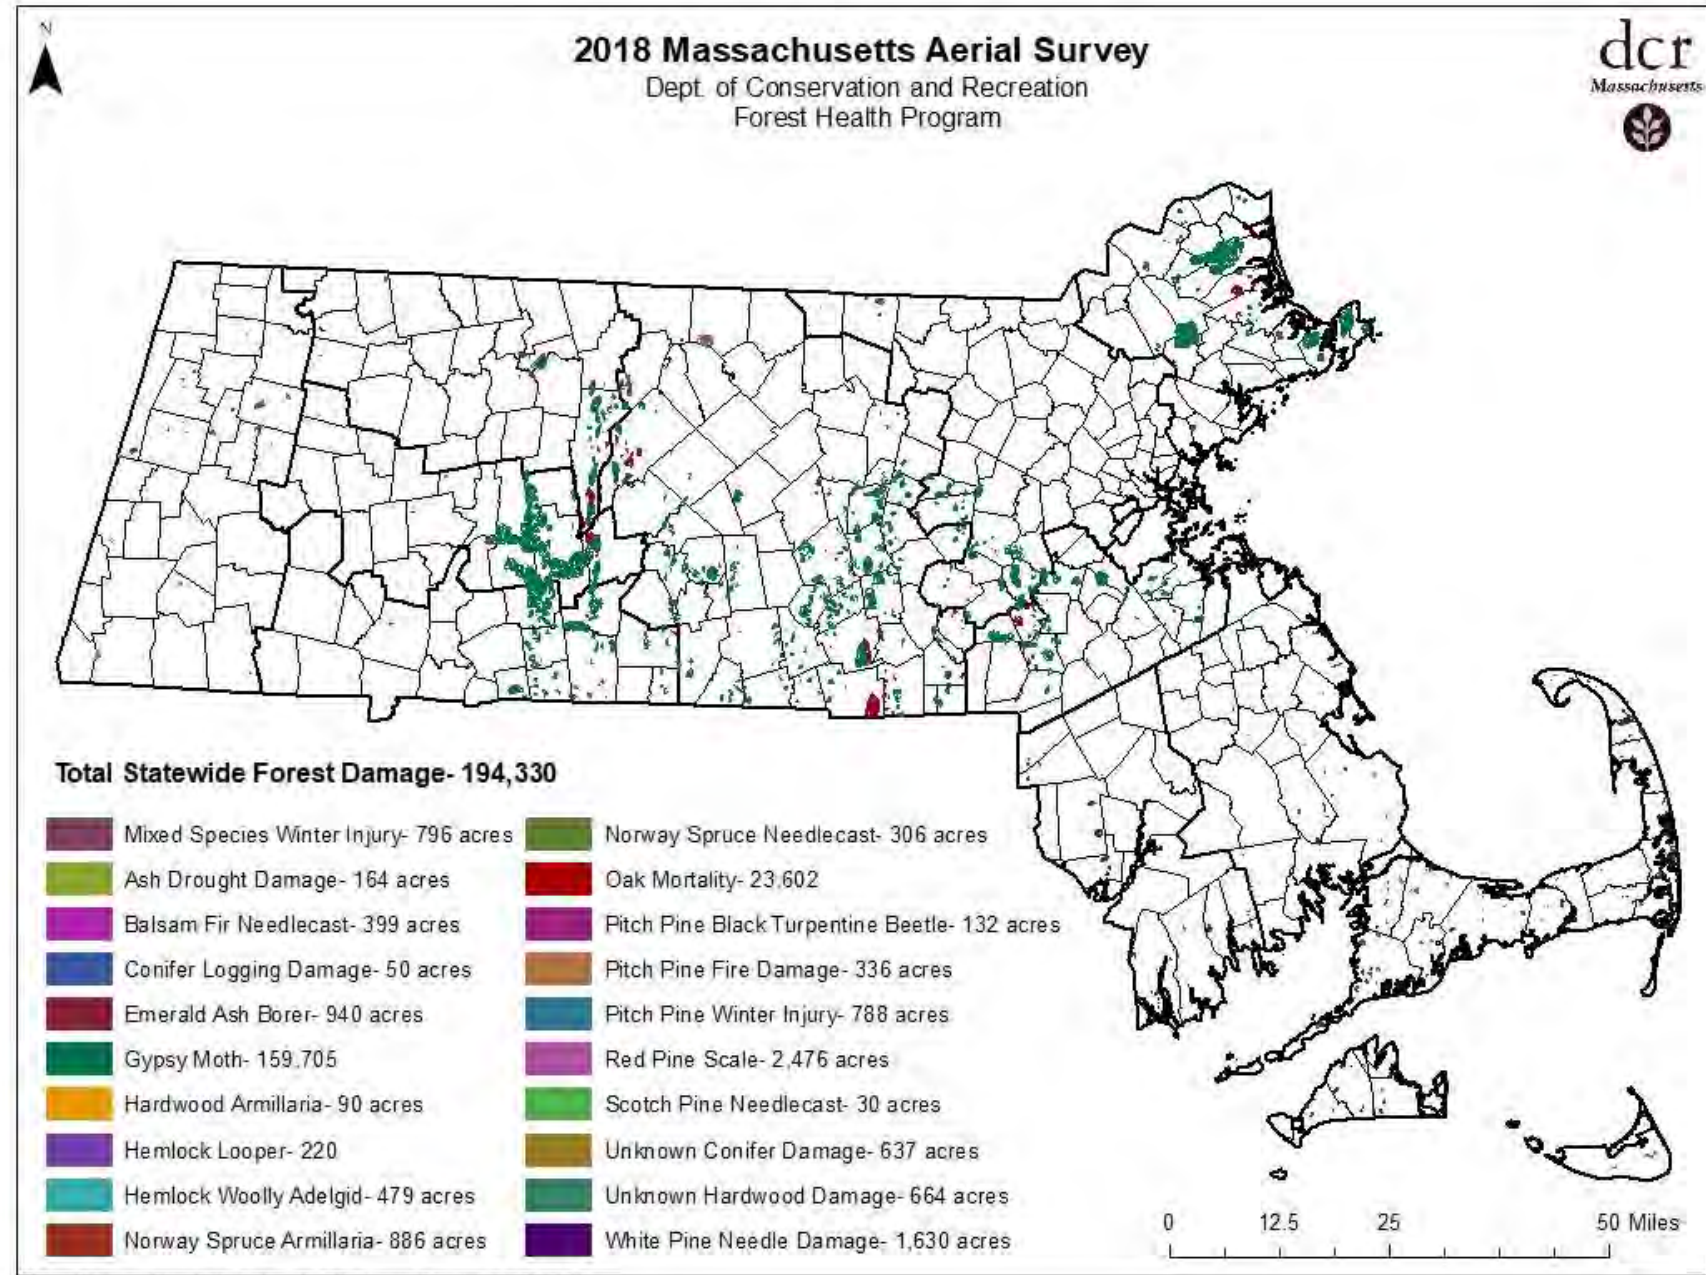 N
2018 Massachusetts Aerial Survey
Dept. of Conservation and Recreation
Forest Health Program
dcr
Massachusetts
Total Statewide Forest Damage- 194,330
Mixed Species Winter Injury- 796 acres
Ash Drought Damage- 164 acres
Balsam Fir Needlecast- 399 acres
Conifer Logging Damage- 50 acres
Emerald Ash Borer- 940 acres
Gypsy Moth- 159.705
Hardwood Armillaria- 90 acres
Hemlock Looper- 220
Hemlock Woolly Adelgid- 479 acres
Norway Spruce Armillaria- 886 acres
Norway Spruce Needlecast- 306 acres
Oak Mortality- 23.602
Pitch Pine Black Turpentine Beetle- 132 acres
Pitch Pine Fire Damage- 336 acres
Pitch Pine Winter Injury- 788 acres
Red Pine Scale- 2,476 acres
Scotch Pine Needlecast- 30 acres
Unknown Conifer Damage- 637 acres
Unknown Hardwood Damage- 664 acres
White Pine Needle Damage- 1,630 acres
0 12.5 25 50 Miles